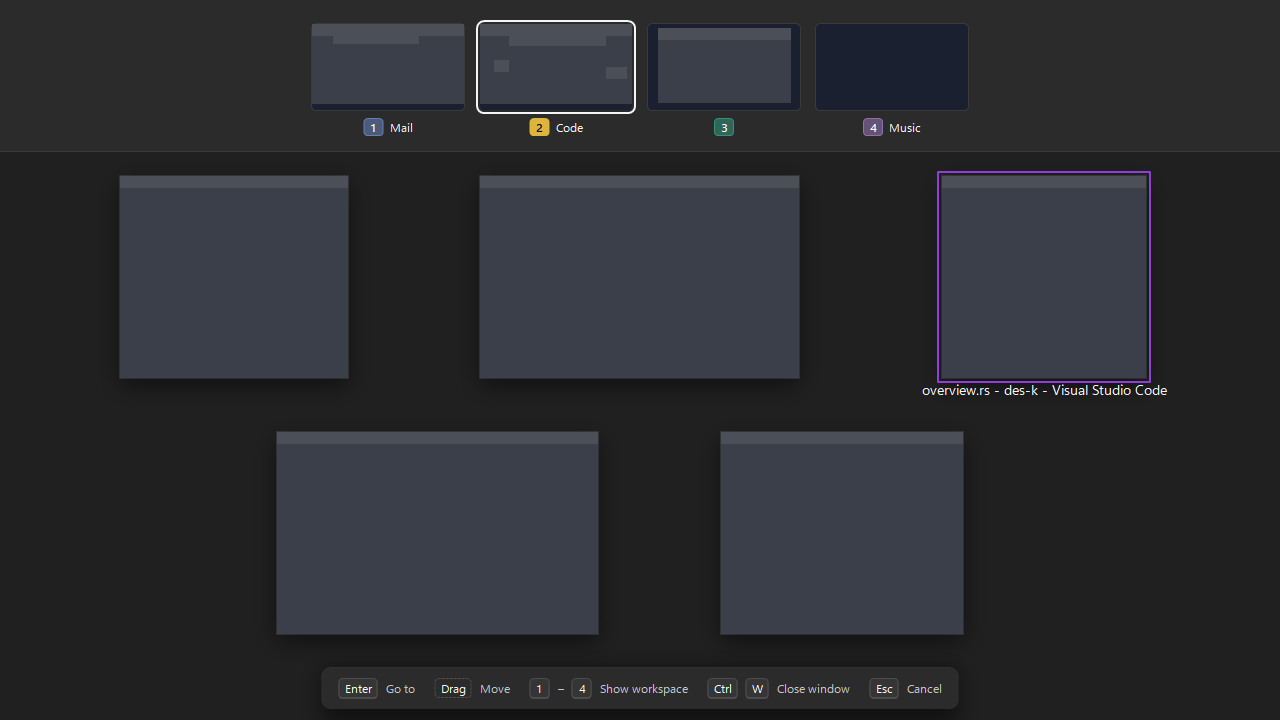 1 Mail
2 Code
3
4 Music
overview.rs - des-k - Visual Studio Code
Enter Go to Drag Move 1 – 4 Show workspace Ctrl W Close window Esc Cancel